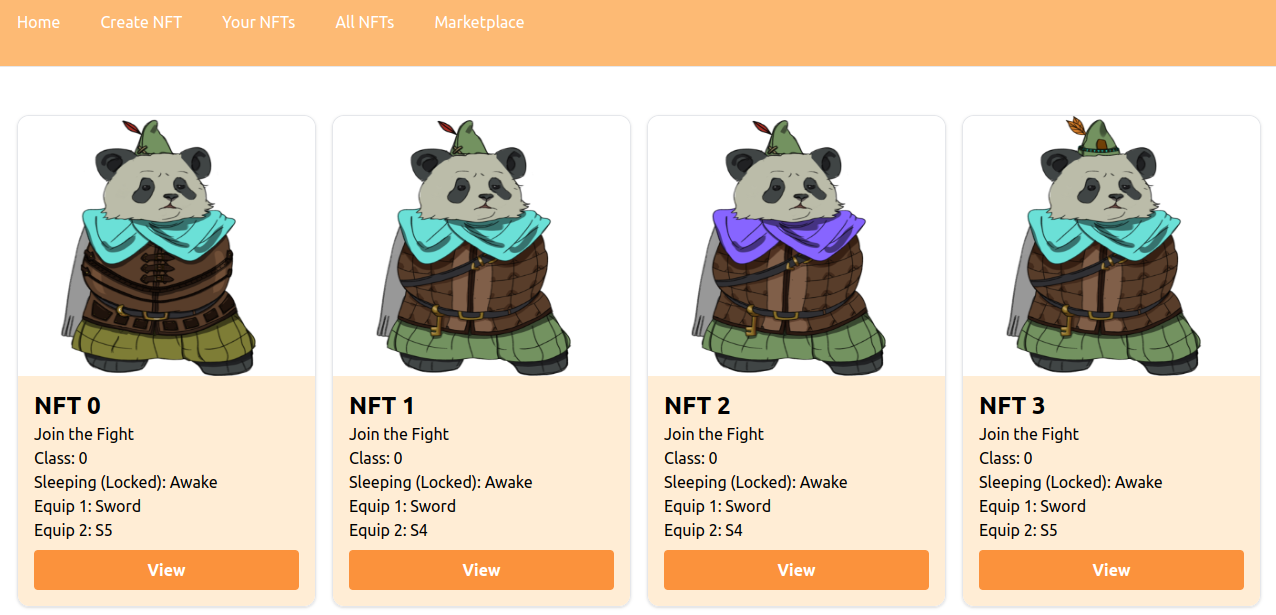 Home Create NFT Your NFTs All NFTs Marketplace
NFT 0
Join the Fight
Class: 0
Sleeping (Locked): Awake
Equip 1: Sword
Equip 2: S5
View
NFT 1
Join the Fight
Class: 0
Sleeping (Locked): Awake
Equip 1: Sword
Equip 2: S4
View
NFT 2
Join the Fight
Class: 0
Sleeping (Locked): Awake
Equip 1: Sword
Equip 2: S4
View
NFT 3
Join the Fight
Class: 0
Sleeping (Locked): Awake
Equip 1: Sword
Equip 2: S5
View